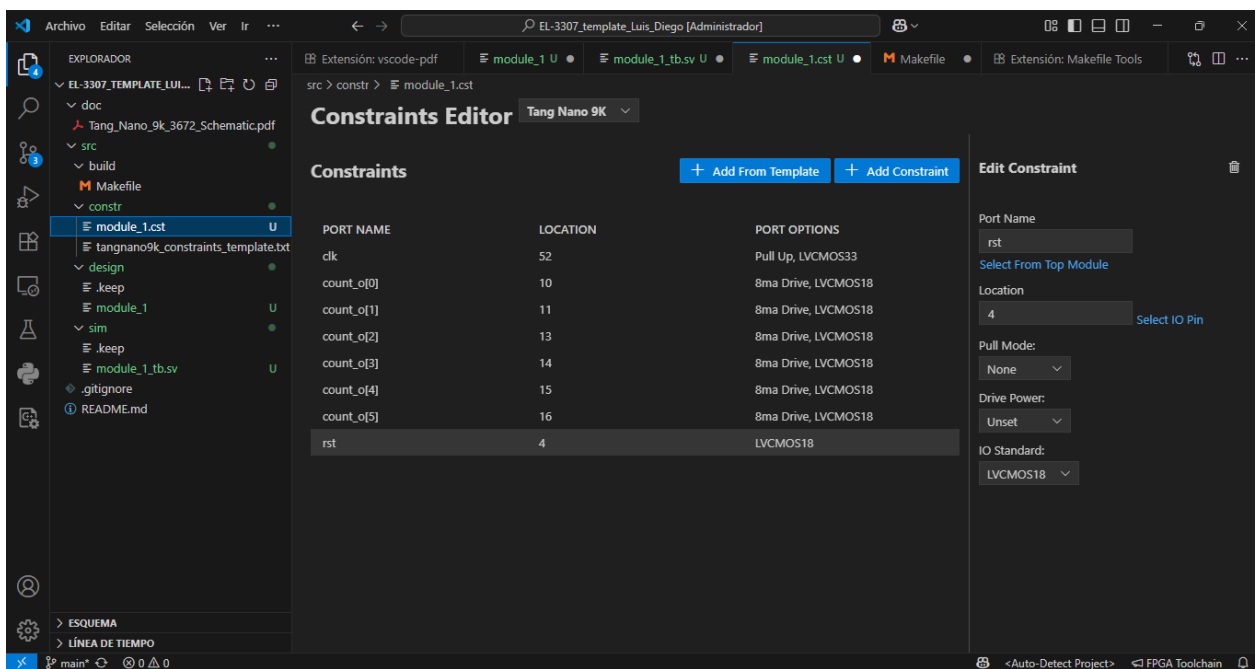 Archivo Editar Selección Ver Ir ···
EL-3307_template_Luis_Diego [Administrador]
EXPLORADOR ···
EL-3307_TEMPLATE_LUI...
doc
Tang_Nano_9k_3672_Schematic.pdf
src
build
M Makefile
constr
module_1.cst U
tangnano9k_constraints_template.txt
design
.keep
module_1 U
sim
.keep
module_1_tb.sv U
.gitignore
README.md
ESQUEMA
LÍNEA DE TIEMPO
4
3
Extensión: vscode-pdf module_1 U module_1_tb.sv U module_1.cst U M Makefile Extensión: Makefile Tools ···
src > constr > module_1.cst
Constraints Editor Tang Nano 9K
Constraints + Add From Template + Add Constraint
PORT NAME LOCATION PORT OPTIONS
clk 52 Pull Up, LVCMOS33
count_o[0] 10 8ma Drive, LVCMOS18
count_o[1] 11 8ma Drive, LVCMOS18
count_o[2] 13 8ma Drive, LVCMOS18
count_o[3] 14 8ma Drive, LVCMOS18
count_o[4] 15 8ma Drive, LVCMOS18
count_o[5] 16 8ma Drive, LVCMOS18
rst 4 LVCMOS18
Edit Constraint
Port Name
rst
Select From Top Module
Location
4 Select IO Pin
Pull Mode:
None
Drive Power:
Unset
IO Standard:
LVCMOS18
main* 0 0 <Auto-Detect Project> FPGA Toolchain